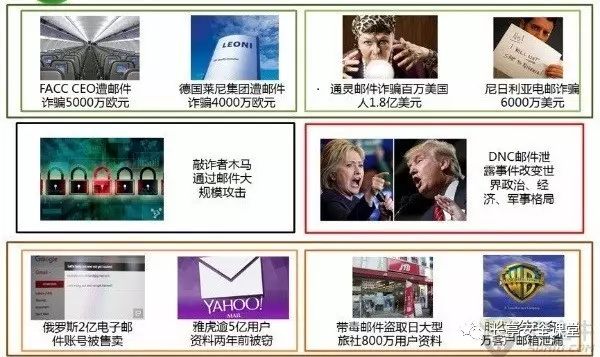 LEONI
FACC CEO遭邮件
诈骗5000万欧元
德国莱尼集团遭邮件
诈骗4000万欧元
· 通灵邮件诈骗百万美国
人1.8亿美元
尼日利亚电邮诈骗
6000万美元
敲诈者木马
通过邮件大
规模攻击
DNC邮件泄
露事件改变世
界政治、经
济、军事格局
Google
YAHOO!
MAIL
WB
俄罗斯2亿电子邮
件账号被售卖
雅虎逾5亿用户
资料两年前被窃
带毒邮件盗取日大型
旅社800万用户资料
万客户邮箱泄漏